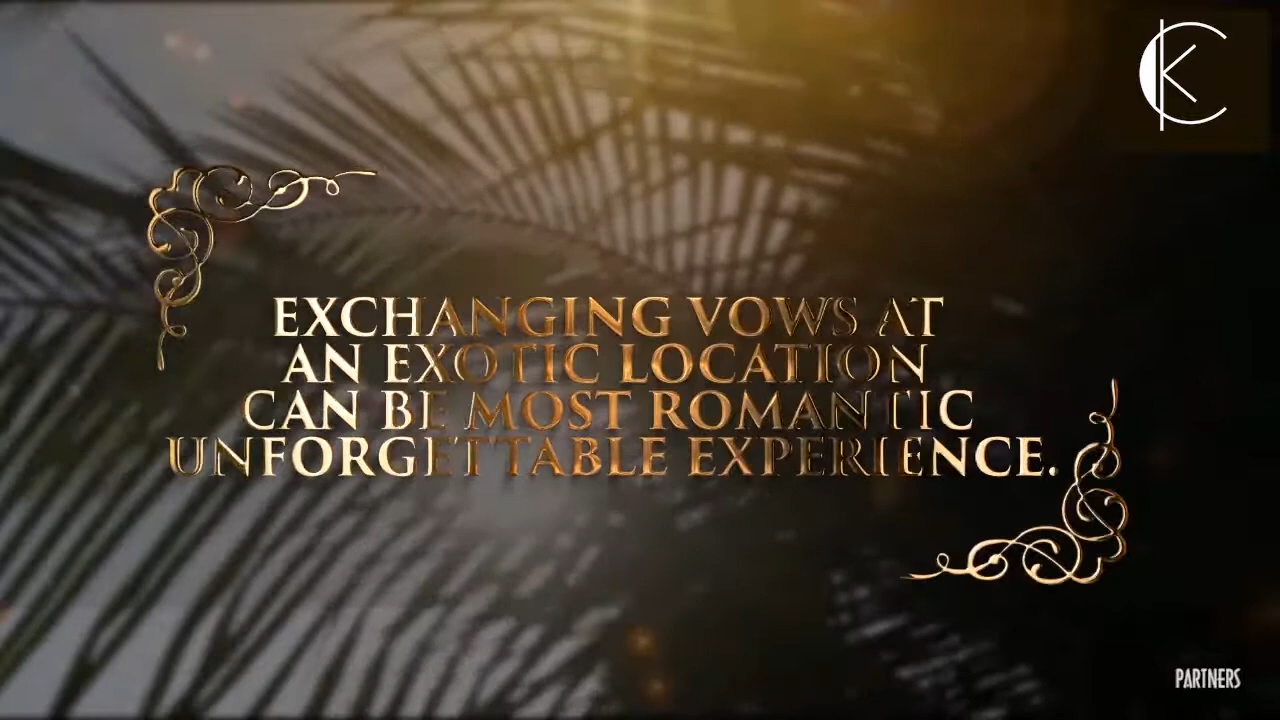 EXCHANGING VOWS AT
AN EXOTIC LOCATION
CAN BE MOST ROMANTIC
UNFORGETTABLE EXPERIENCE.
PARTNERS